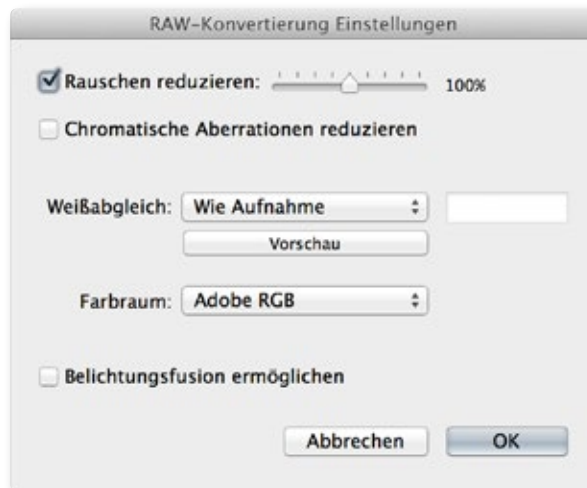 RAW-Konvertierung Einstellungen
Rauschen reduzieren: 100%
Chromatische Aberrationen reduzieren
Weißabgleich: Wie Aufnahme
Vorschau
Farbraum: Adobe RGB
Belichtungsfusion ermöglichen
Abbrechen OK